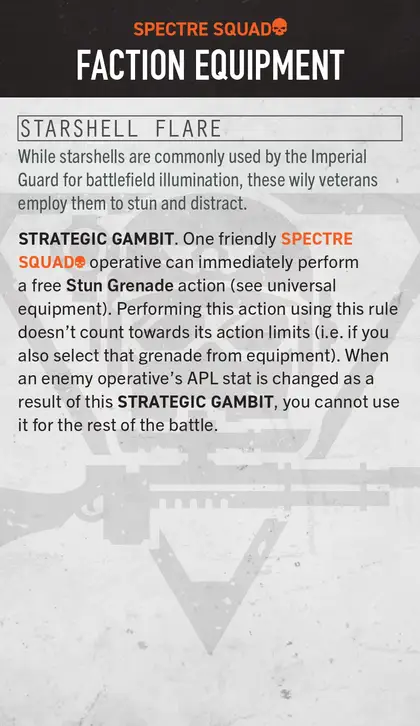 SPECTRE SQUAD
FACTION EQUIPMENT
STARSHELL FLARE
While starshells are commonly used by the Imperial
Guard for battlefield illumination, these wily veterans
employ them to stun and distract.
STRATEGIC GAMBIT. One friendly SPECTRE
SQUAD operative can immediately perform
a free Stun Grenade action (see universal
equipment). Performing this action using this rule
doesn’t count towards its action limits (i.e. if you
also select that grenade from equipment). When
an enemy operative’s APL stat is changed as a
result of this STRATEGIC GAMBIT, you cannot use
it for the rest of the battle.